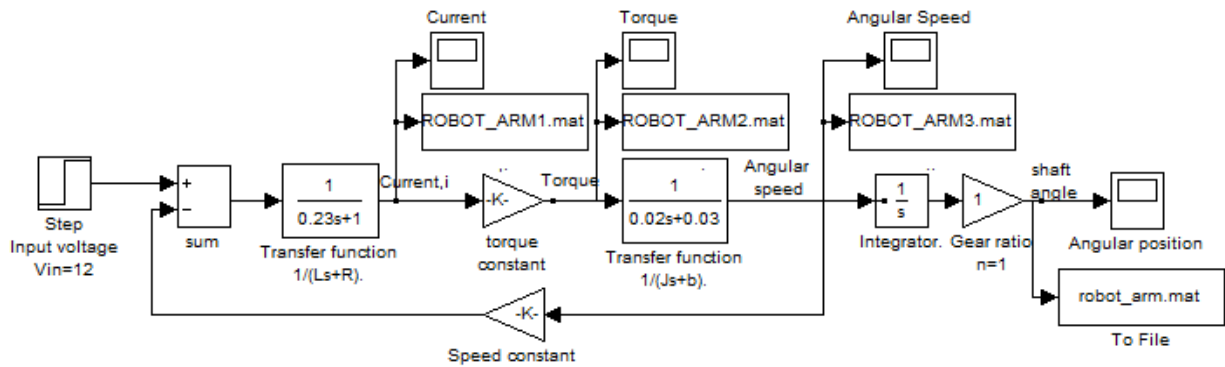 Current
Torque
Angular Speed
ROBOT_ARM1.mat
ROBOT_ARM2.mat
ROBOT_ARM3.mat
+
−
Step
Input voltage
Vin=12
sum
1
0.23s+1
Transfer function
1/(Ls+R).
Current,i
-K-
torque
constant
Torque
1
0.02s+0.03
Transfer function
1/(Js+b).
Angular
speed
1
s
Integrator.
1
Gear ratio
n=1
shaft
angle
Angular position
robot_arm.mat
To File
-K-
Speed constant